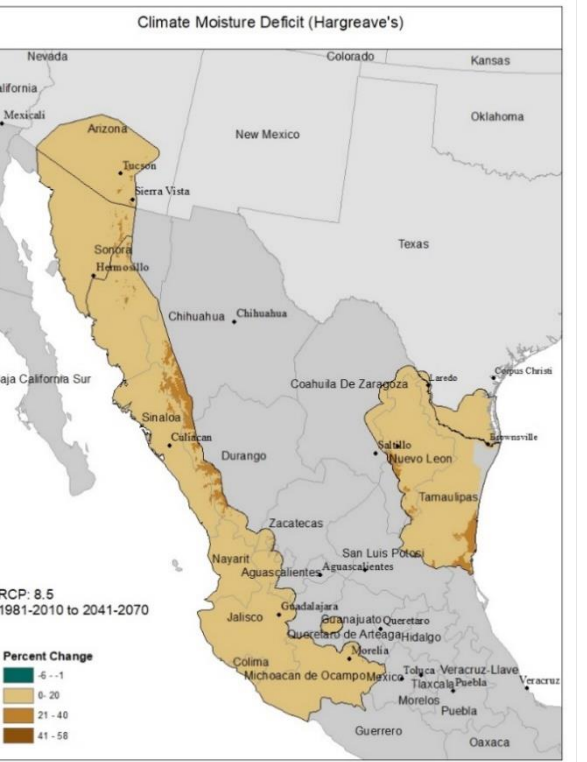 Climate Moisture Deficit (Hargreave's)
Nevada
Colorado
Kansas
alifornia
Mexicali
Oklahoma
Arizona
New Mexico
Tucson
Sierra Vista
Texas
Sonora
Hermosillo
Chihuahua
Chihuahua
aja California Sur
Coahuila De Zaragoza
Laredo
Corpus Christi
Sinaloa
Culiacan
Durango
Saltillo
Nuevo Leon
Brownsville
Tamaulipas
Zacatecas
San Luis Potosi
Nayarit
Aguascalientes
Aguascalientes
RCP: 8.5
1981-2010 to 2041-2070
Jalisco
Guadalajara
Guanajuato
Queretaro
Queretaro de Arteaga
Hidalgo
Morelia
Colima
Michoacan de Ocampo
Mexico
Toluca
Veracruz-Llave
Tlaxcala
Puebla
Veracruz
Morelos
Puebla
Guerrero
Oaxaca
Percent Change
-6 - -1
0- 20
21 - 40
41 - 58